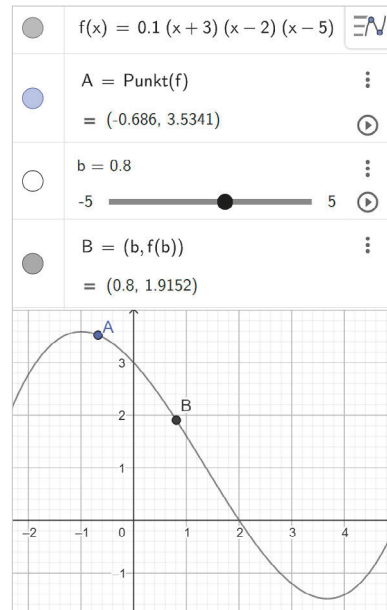 f(x) = 0.1 (x + 3) (x − 2) (x − 5)
A = Punkt(f)
= (-0.686, 3.5341)
b = 0.8
-5 5
B = (b, f(b))
= (0.8, 1.9152)
A
3
B
2
1
−2 −1 0 1 2 3 4
−1